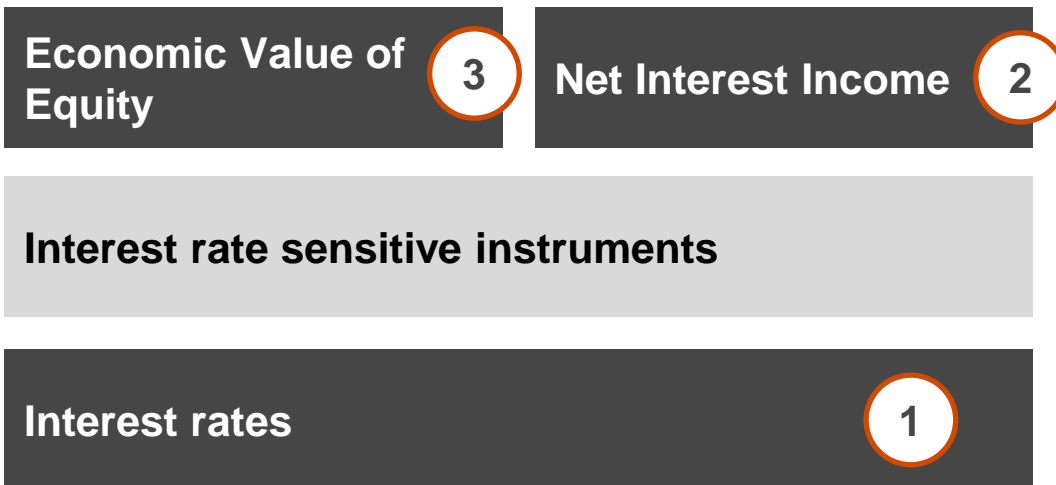 Economic Value of
Equity
3
Net Interest Income
2
Interest rate sensitive instruments
Interest rates
1